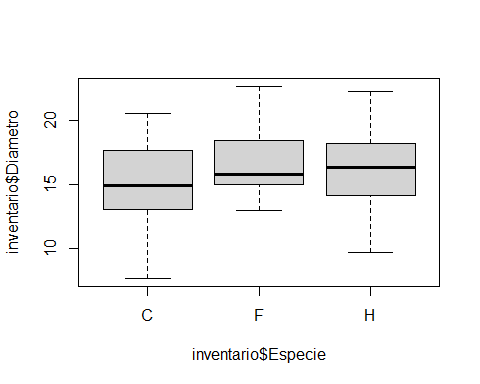 inventario$Diametro
20
15
10
C F H
inventario$Especie